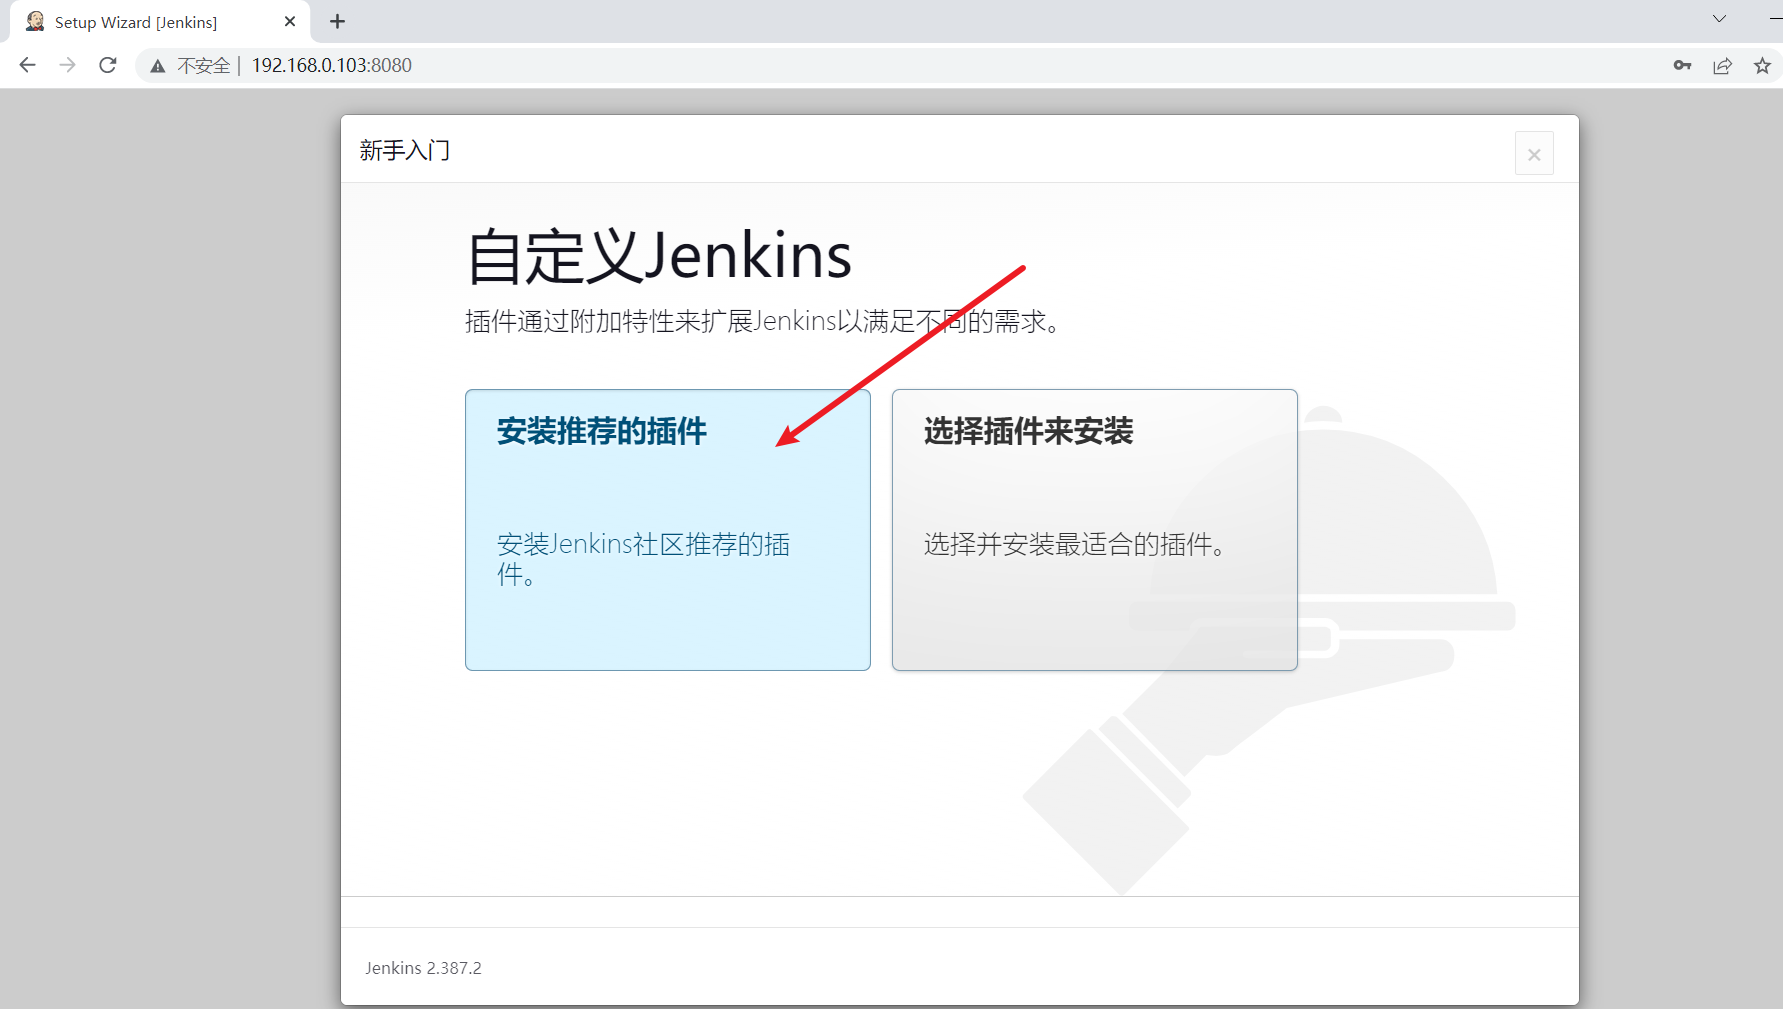 Setup Wizard [Jenkins]
不安全 | 192.168.0.103:8080
新手入门
自定义Jenkins
插件通过附加特性来扩展Jenkins以满足不同的需求。
安装推荐的插件
安装Jenkins社区推荐的插
件。
选择插件来安装
选择并安装最适合的插件。
Jenkins 2.387.2